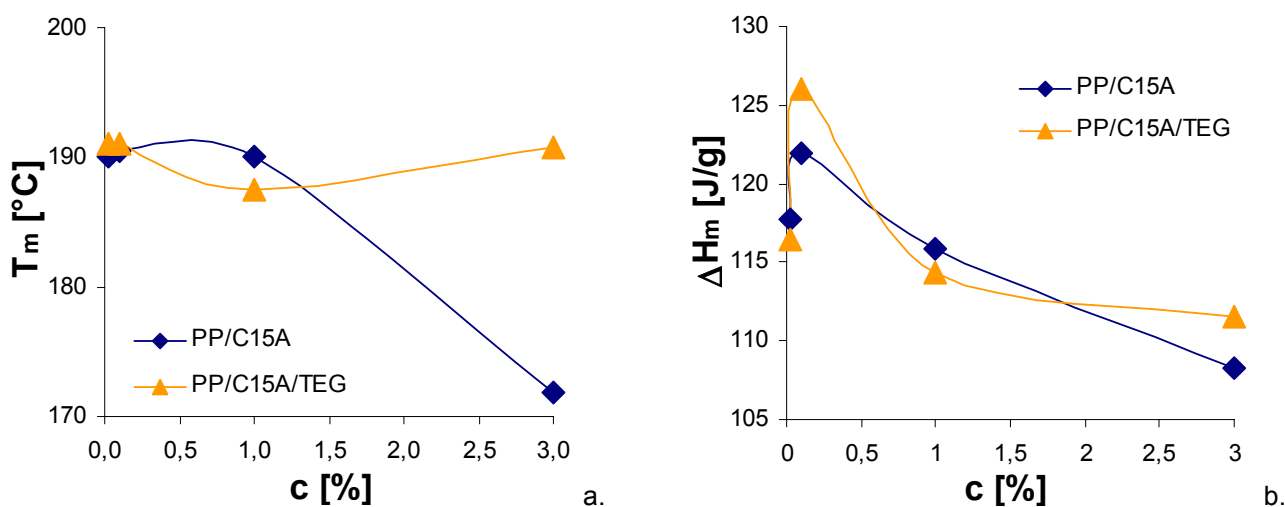 200
190
180
170
Tm [°C]
PP/C15A
PP/C15A/TEG
0,0 0,5 1,0 1,5 2,0 2,5 3,0
c [%]
a.
130
125
120
115
110
105
ΔHm [J/g]
PP/C15A
PP/C15A/TEG
0 0,5 1 1,5 2 2,5 3
c [%]
b.